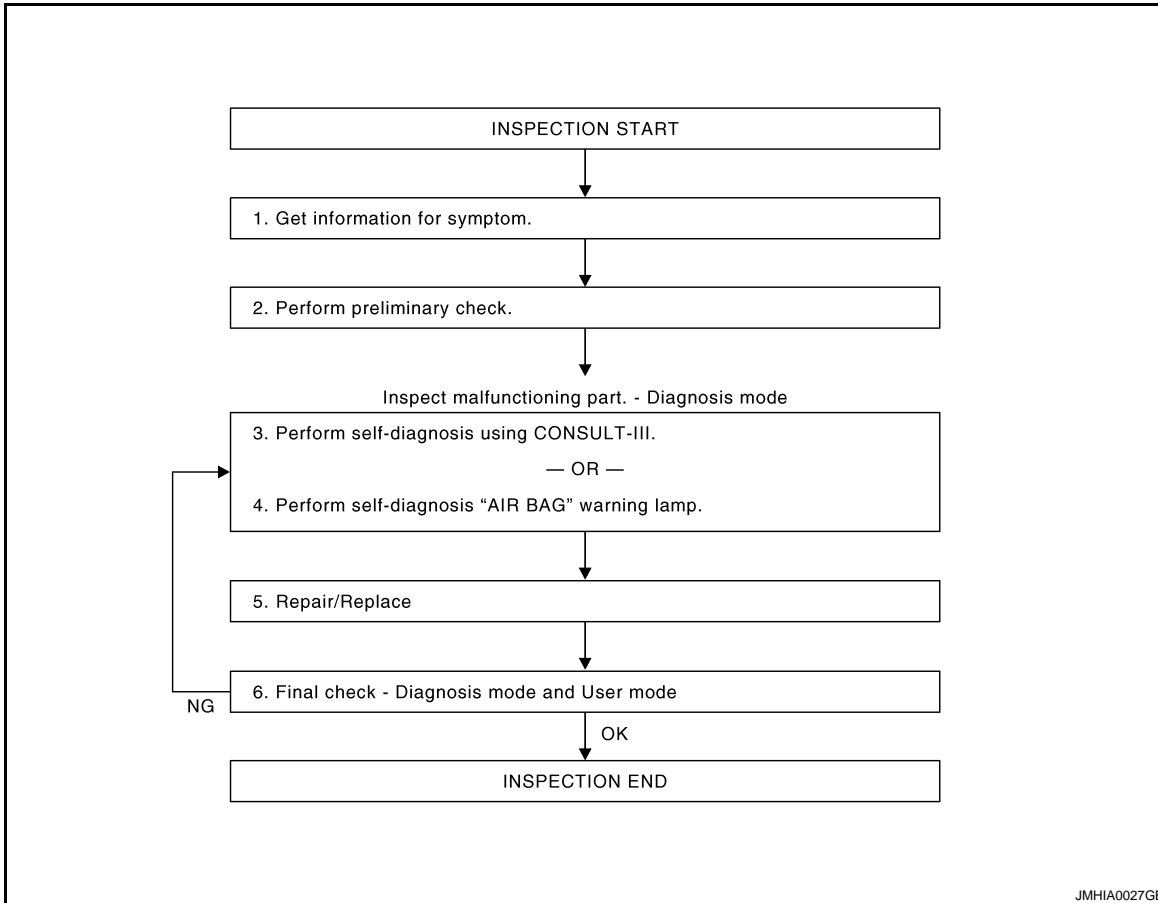 INSPECTION START
1. Get information for symptom.
2. Perform preliminary check.
Inspect malfunctioning part. - Diagnosis mode
3. Perform self-diagnosis using CONSULT-III.
— OR —
4. Perform self-diagnosis “AIR BAG” warning lamp.
5. Repair/Replace
6. Final check - Diagnosis mode and User mode
NG
OK
INSPECTION END